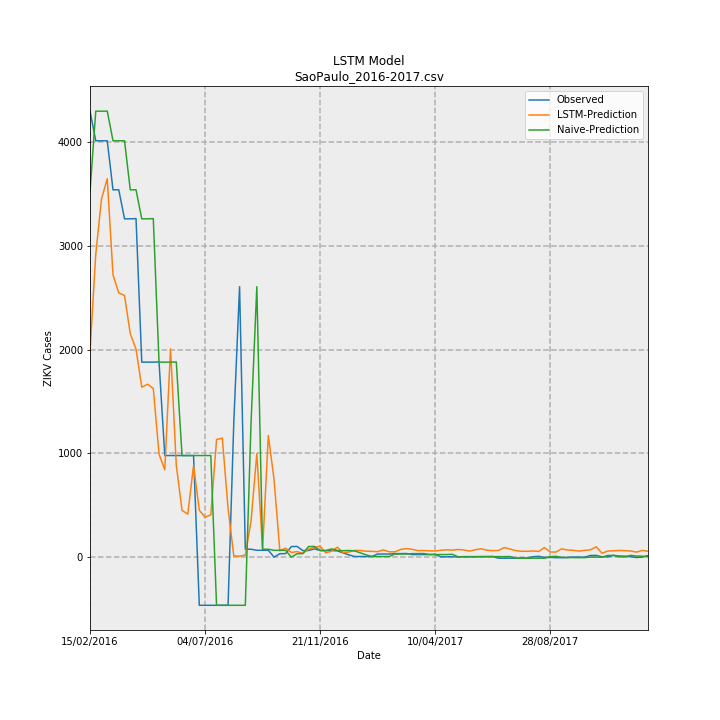 LSTM Model
SaoPaulo_2016-2017.csv
Observed
LSTM-Prediction
Naive-Prediction
4000
3000
2000
1000
0
ZIKV Cases
15/02/2016 04/07/2016 21/11/2016 10/04/2017 28/08/2017
Date